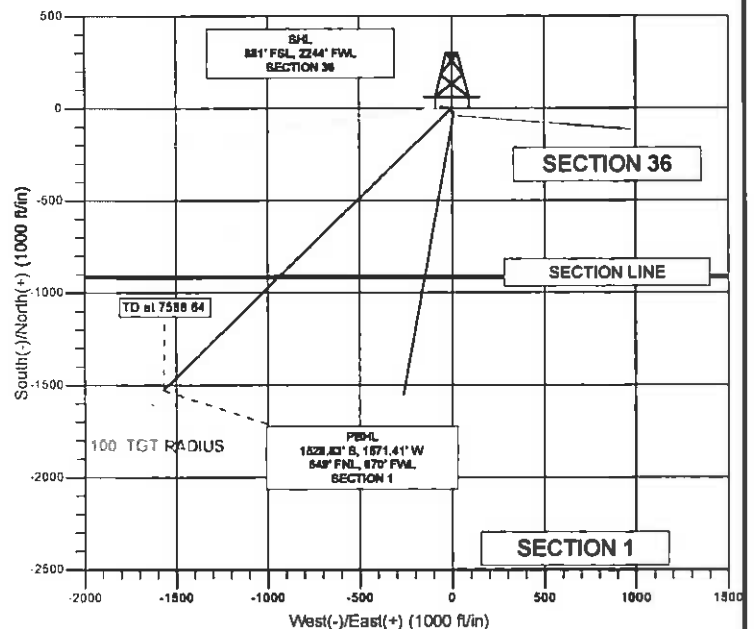 500
0
-500
-1000
-1500
-2000
-2500
South(-)/North(+) (1000 ft/in)
SHL
881' FSL, 2244' FWL
SECTION 36
SECTION 36
SECTION LINE
TD at 7588 64
PBHL
1528.83' S, 1571.41' W
649' FNL, 670' FWL
SECTION 1
100 TGT RADIUS
SECTION 1
-2000
-1500
-1000
-500
0
500
1000
1500
West(-)/East(+) (1000 ft/in)